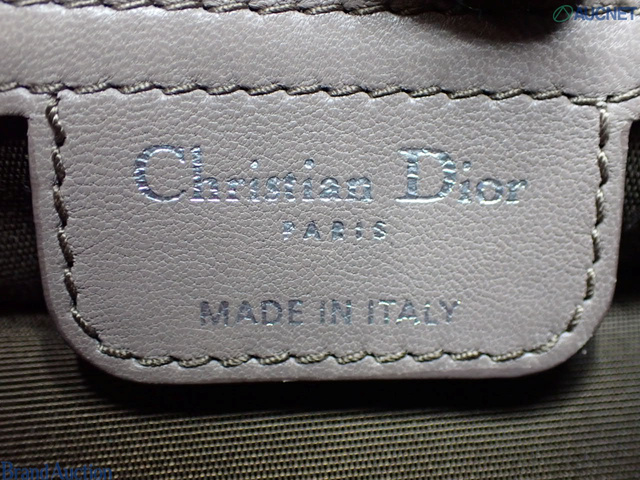 AUCNET
Christian Dior
PARIS
MADE IN ITALY
Brand Auction